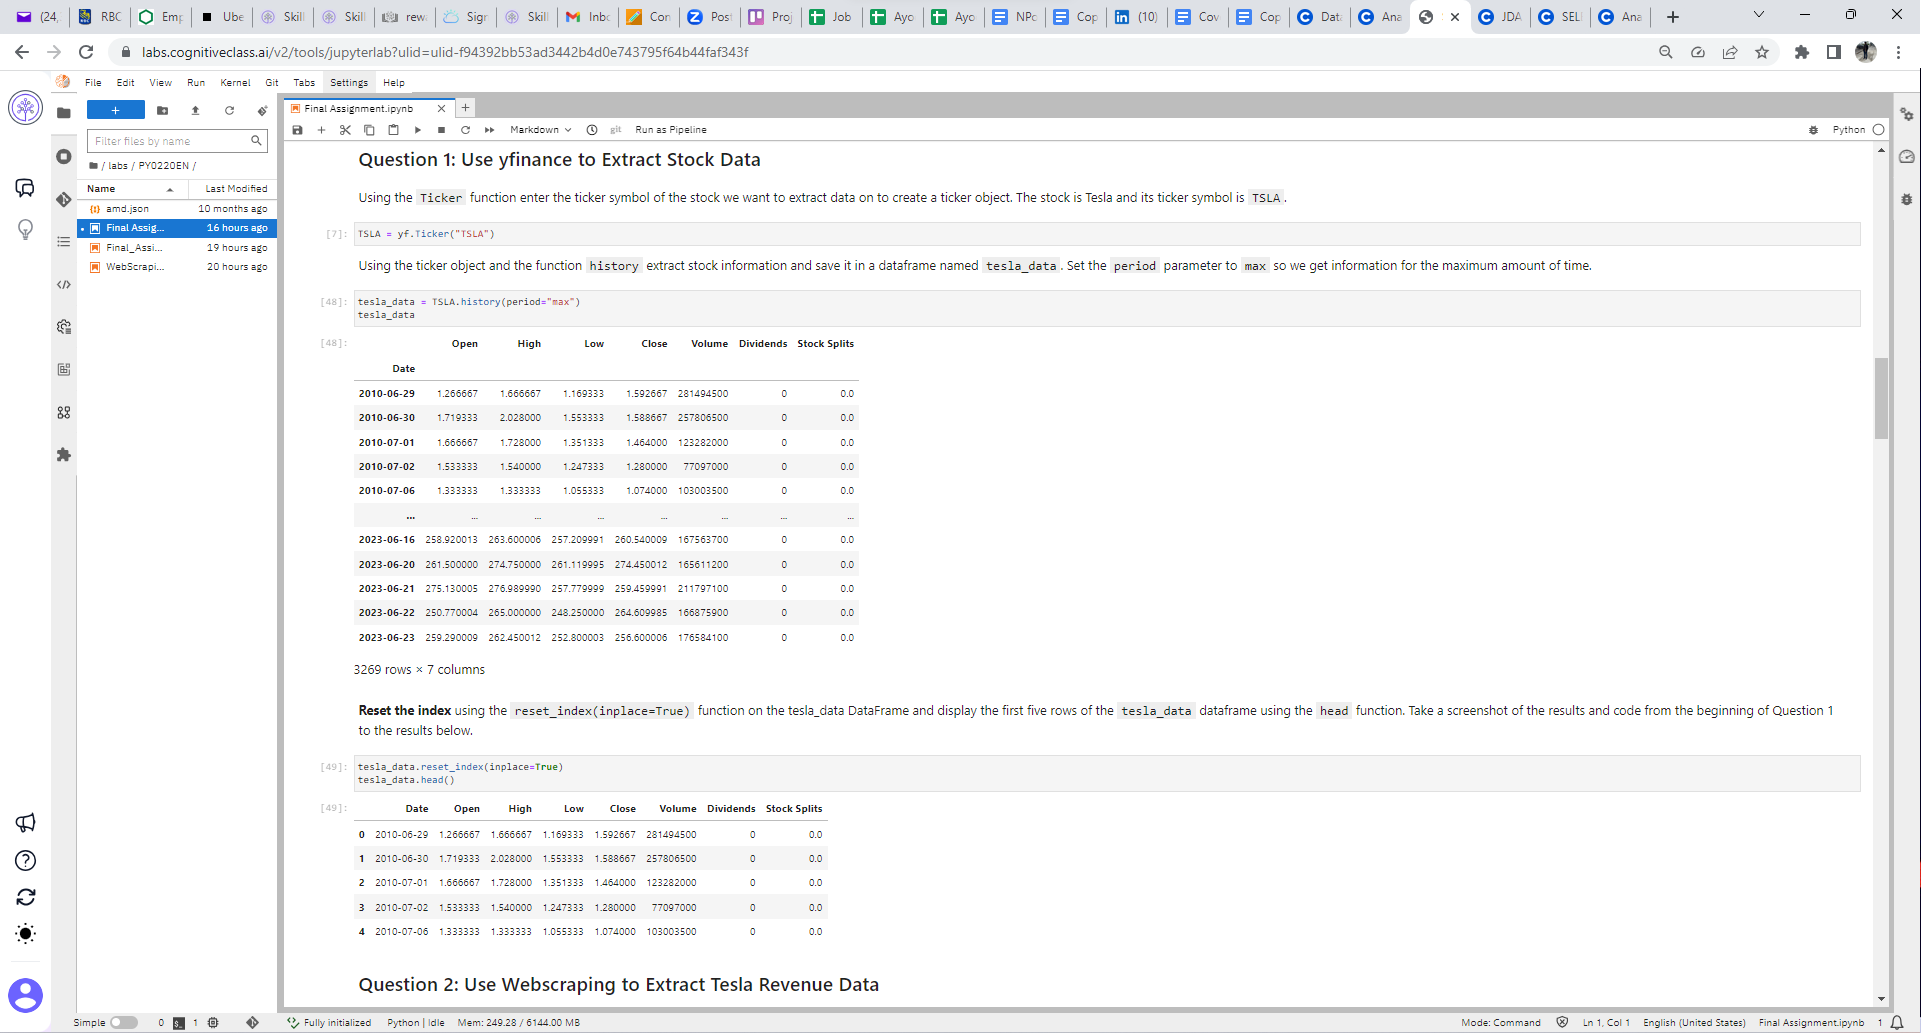 (24,
RBC
Emp
Ube
Skill
Skill
rewa
Sign
Skill
Inbo
Con
Post
Proj
Job
Ayo
Ayo
NPo
Cop
(10)
Cov
Cop
Data
Ana
JDA
SELI
Ana
labs.cognitiveclass.ai/v2/tools/jupyterlab?ulid=ulid-f94392bb53ad3442b4d0e743795f64b44faf343f
File Edit View Run Kernel Git Tabs Settings Help
Final Assignment.ipynb
Markdown
git
Run as Pipeline
Python
Filter files by name
/ labs / PY0220EN /
Name Last Modified
amd.json 10 months ago
Final Assig... 16 hours ago
Final_Assi... 19 hours ago
WebScrapi... 20 hours ago
Question 1: Use yfinance to Extract Stock Data
Using the Ticker function enter the ticker symbol of the stock we want to extract data on to create a ticker object. The stock is Tesla and its ticker symbol is TSLA .
[7]: TSLA = yf.Ticker("TSLA")
Using the ticker object and the function history extract stock information and save it in a dataframe named tesla_data . Set the period parameter to max so we get information for the maximum amount of time.
[48]: tesla_data = TSLA.history(period="max")
tesla_data
[48]: Open High Low Close Volume Dividends Stock Splits
Date
2010-06-29 1.266667 1.666667 1.169333 1.592667 281494500 0 0.0
2010-06-30 1.719333 2.028000 1.553333 1.588667 257806500 0 0.0
2010-07-01 1.666667 1.728000 1.351333 1.464000 123282000 0 0.0
2010-07-02 1.533333 1.540000 1.247333 1.280000 77097000 0 0.0
2010-07-06 1.333333 1.333333 1.055333 1.074000 103003500 0 0.0
... ... ... ... ... ... ... ...
2023-06-16 258.920013 263.600006 257.209991 260.540009 167563700 0 0.0
2023-06-20 261.500000 274.750000 261.119995 274.450012 165611200 0 0.0
2023-06-21 275.130005 276.989990 257.779999 259.459991 211797100 0 0.0
2023-06-22 250.770004 265.000000 248.250000 264.609985 166875900 0 0.0
2023-06-23 259.290009 262.450012 252.800003 256.600006 176584100 0 0.0
3269 rows × 7 columns
Reset the index using the reset_index(inplace=True) function on the tesla_data DataFrame and display the first five rows of the tesla_data dataframe using the head function. Take a screenshot of the results and code from the beginning of Question 1
to the results below.
[49]: tesla_data.reset_index(inplace=True)
tesla_data.head()
[49]: Date Open High Low Close Volume Dividends Stock Splits
0 2010-06-29 1.266667 1.666667 1.169333 1.592667 281494500 0 0.0
1 2010-06-30 1.719333 2.028000 1.553333 1.588667 257806500 0 0.0
2 2010-07-01 1.666667 1.728000 1.351333 1.464000 123282000 0 0.0
3 2010-07-02 1.533333 1.540000 1.247333 1.280000 77097000 0 0.0
4 2010-07-06 1.333333 1.333333 1.055333 1.074000 103003500 0 0.0
Question 2: Use Webscraping to Extract Tesla Revenue Data
Simple 0 1 Fully initialized Python | Idle Mem: 249.28 / 6144.00 MB Mode: Command Ln 1, Col 1 English (United States) Final Assignment.ipynb 1